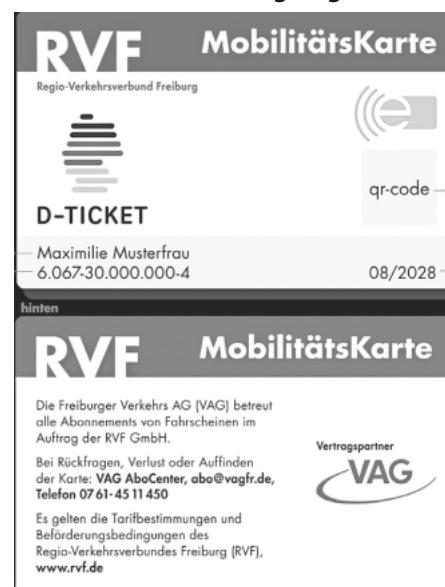 RVF MobilitätsKarte
Regio-Verkehrsverbund Freiburg
e
qr-code
D-TICKET
Maximilie Musterfrau
6.067-30.000.000-4 08/2028
hinten
RVF MobilitätsKarte
Die Freiburger Verkehrs AG (VAG) betreut
alle Abonnements von Fahrscheinen im
Auftrag der RVF GmbH.
Bei Rückfragen, Verlust oder Auffinden
der Karte: VAG AboCenter, abo@vagfr.de,
Telefon 07 61- 45 11 450
Es gelten die Tarifbestimmungen und
Beförderungsbedingungen des
Regio-Verkehrsverbundes Freiburg (RVF),
www.rvf.de
Vertragspartner
VAG